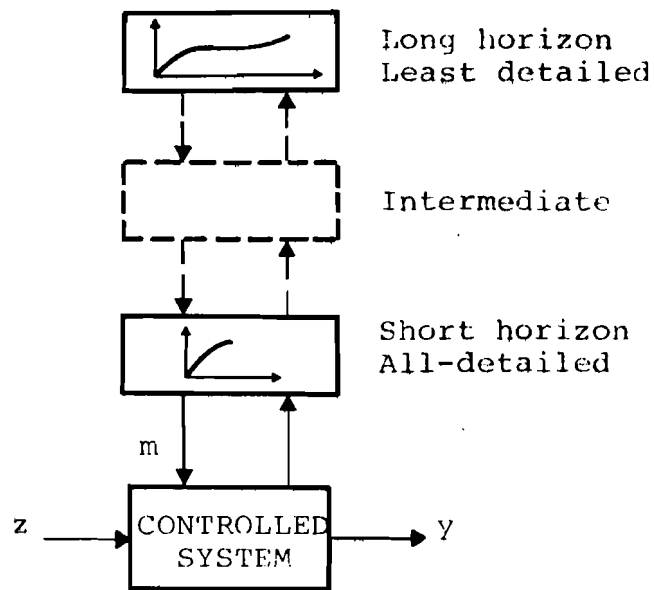 Long horizon
Least detailed
Intermediate
Short horizon
All-detailed
m
z
CONTROLLED
SYSTEM
y